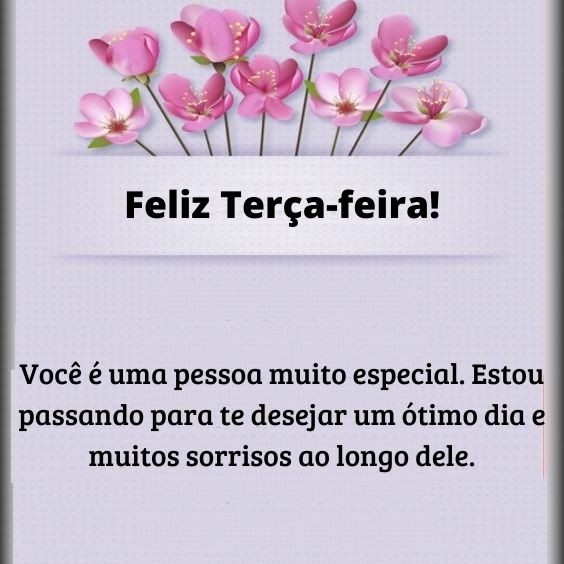 Feliz Terça-feira!
Você é uma pessoa muito especial. Estou
passando para te desejar um ótimo dia e
muitos sorrisos ao longo dele.